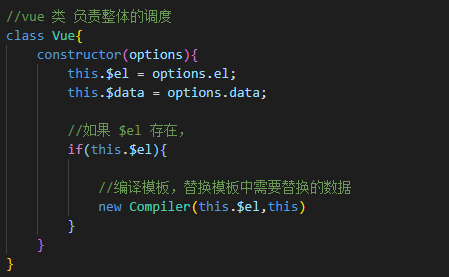 //vue 类 负责整体的调度
class Vue{
constructor(options){
this.$el = options.el;
this.$data = options.data;
//如果 $el 存在，
if(this.$el){
//编译模板，替换模板中需要替换的数据
new Compiler(this.$el,this)
}
}
}